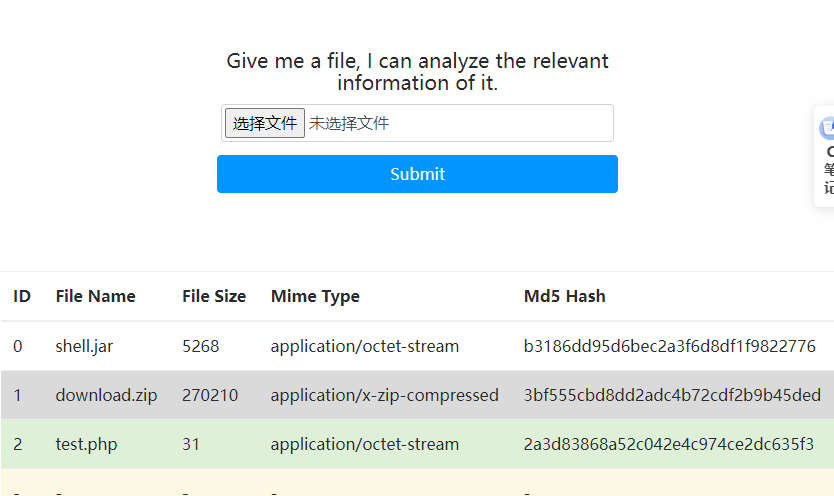 Give me a file, I can analyze the relevant
information of it.
选择文件 未选择文件
Submit
笔
记
ID File Name File Size Mime Type Md5 Hash
0 shell.jar 5268 application/octet-stream b3186dd95d6bec2a3f6d8df1f9822776
1 download.zip 270210 application/x-zip-compressed 3bf555cbd8dd2adc4b72cdf2b9b45ded
2 test.php 31 application/octet-stream 2a3d83868a52c042e4c974ce2dc635f3